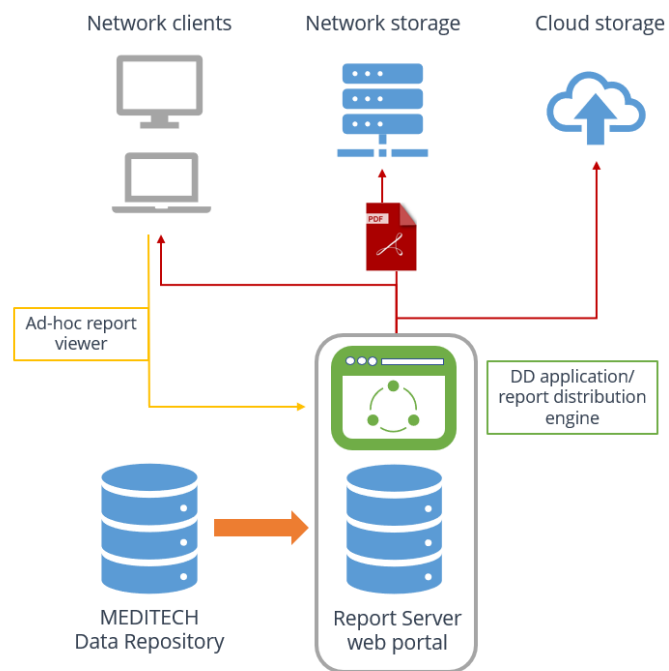 Network clients
Network storage
Cloud storage
PDF
Ad-hoc report
viewer
DD application/
report distribution
engine
MEDITECH
Data Repository
Report Server
web portal